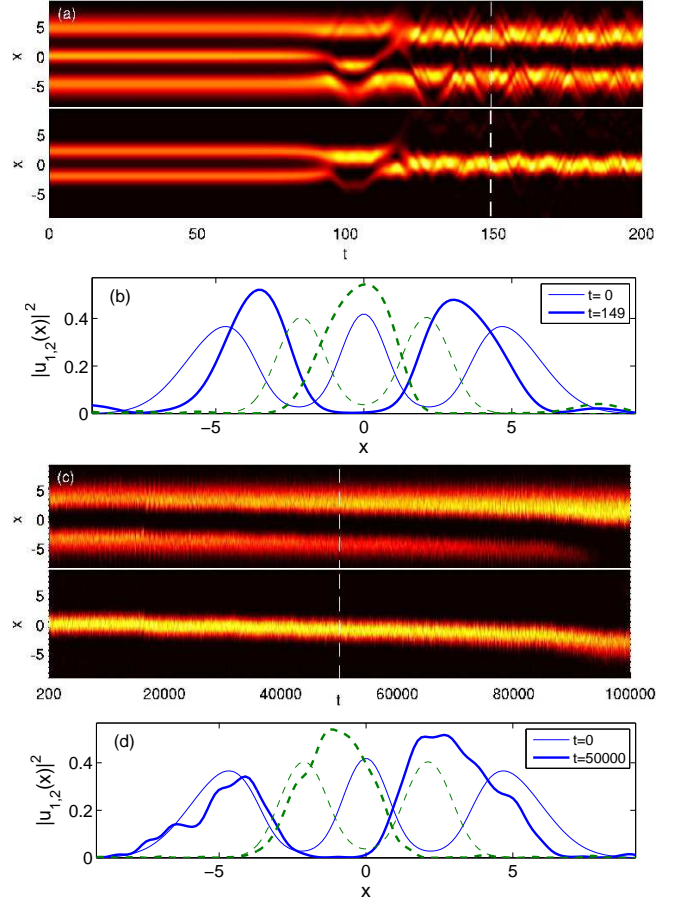 (a)
5
0
-5
x
5
0
-5
x
0 50 100 150 200
t
(b)
t= 0
t=149
0.4
0.2
0
|u1,2(x)|²
-5 0 5
x
(c)
5
0
-5
x
5
0
-5
x
200 20000 40000 60000 80000 100000
t
(d)
t=0
t=50000
0.4
0.2
0
|u1,2(x)|²
-5 0 5
x